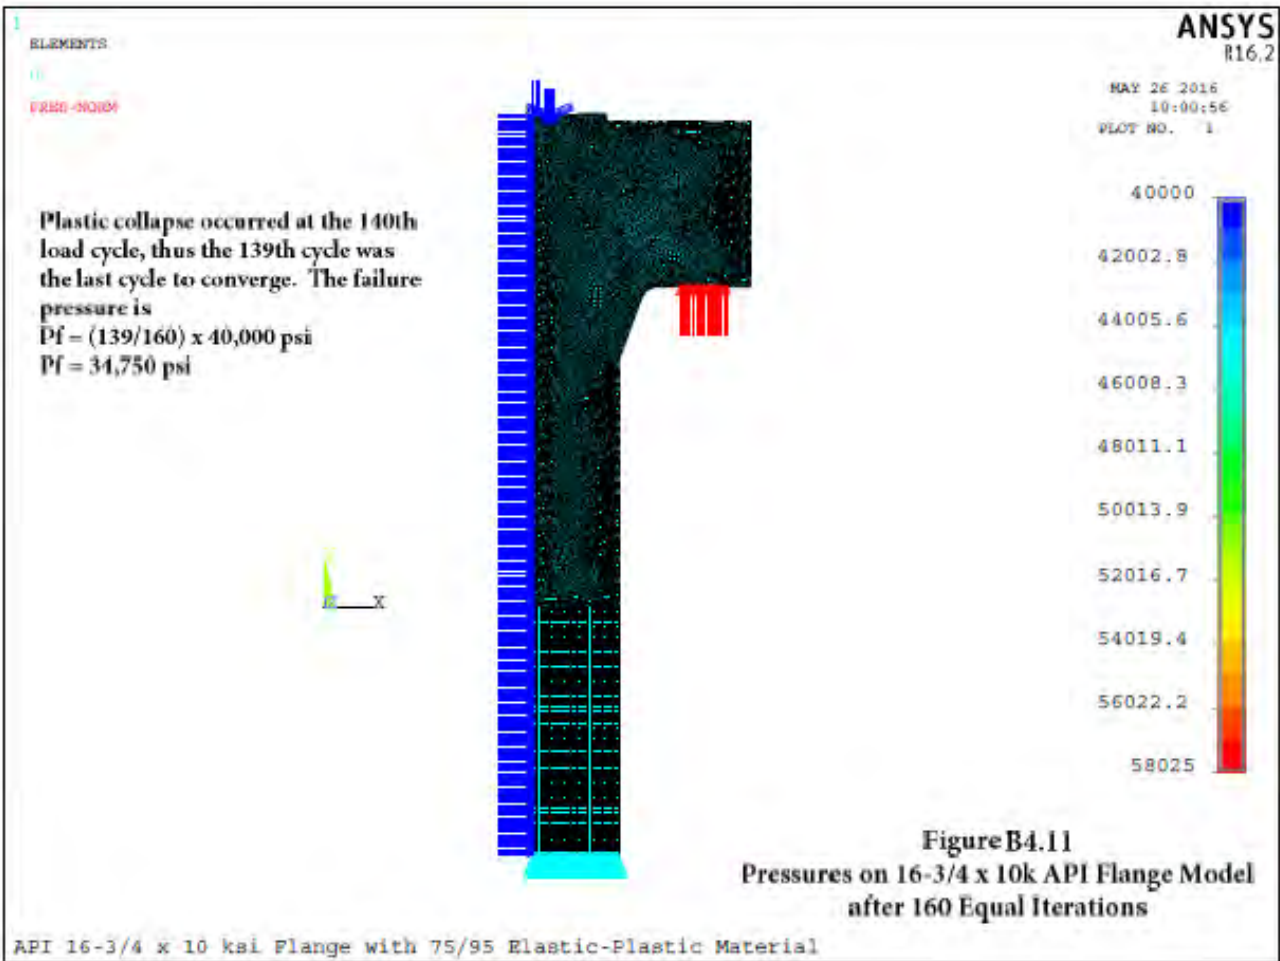 1
ELEMENTS
PRES-NORM
ANSYS
R16.2
MAY 26 2016
10:00:56
PLOT NO. 1
Plastic collapse occurred at the 140th
load cycle, thus the 139th cycle was
the last cycle to converge. The failure
pressure is
Pf = (139/160) x 40,000 psi
Pf = 34,750 psi
40000
42002.8
44005.6
46008.3
48011.1
50013.9
52016.7
54019.4
56022.2
58025
X
Figure B4.11
Pressures on 16-3/4 x 10k API Flange Model
after 160 Equal Iterations
API 16-3/4 x 10 ksi Flange with 75/95 Elastic-Plastic Material